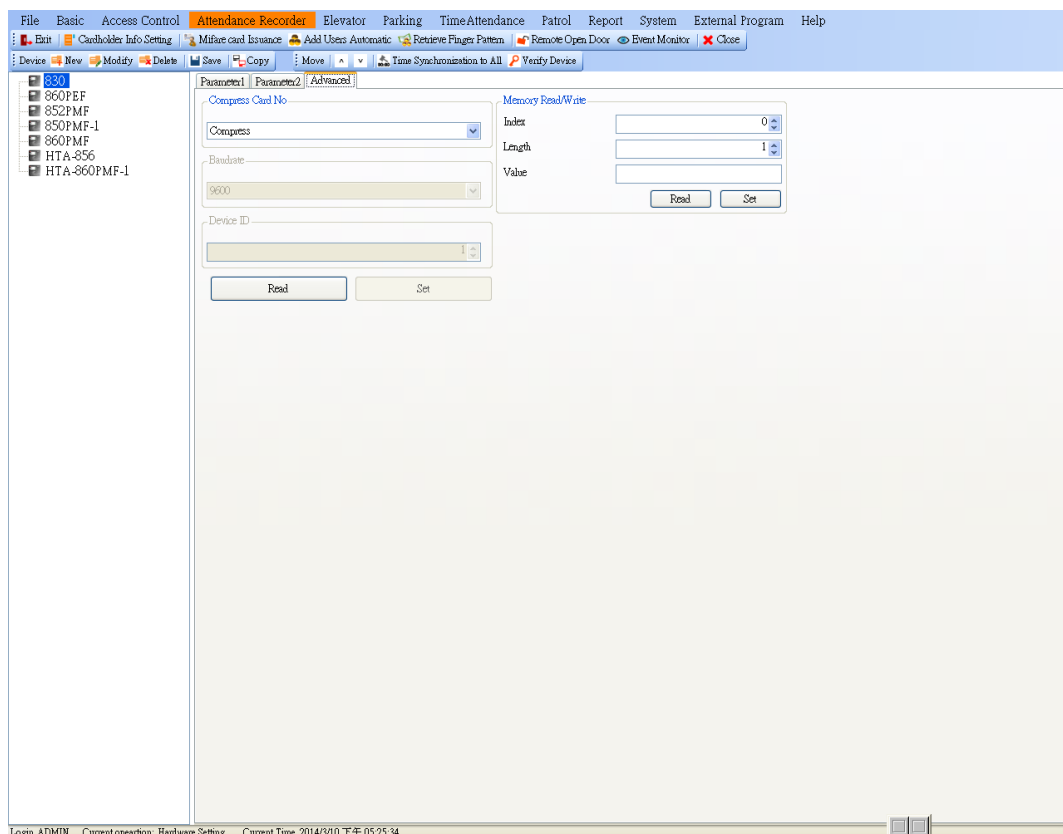 File Basic Access Control Attendance Recorder Elevator Parking TimeAttendance Patrol Report System External Program Help
Exit Cardholder Info Setting Mifare card Issuance Add Users Automatic Retrieve Finger Pattern Remote Open Door Event Monitor Close
Device New Modify Delete Save Copy Move Time Synchronization to All Verify Device
830
860PEF
852PMF
850PMF-1
860PMF
HTA-856
HTA-860PMF-1
Parameter1 Parameter2 Advanced
Compress Card No
Compress
Baudrate
9600
Device ID
1
Read Set
Memory Read/Write
Index 0
Length 1
Value
Read Set
Login ADMIN Current opeartion: Hardware Setting Current Time 2014/3/10 下午 05:25:34